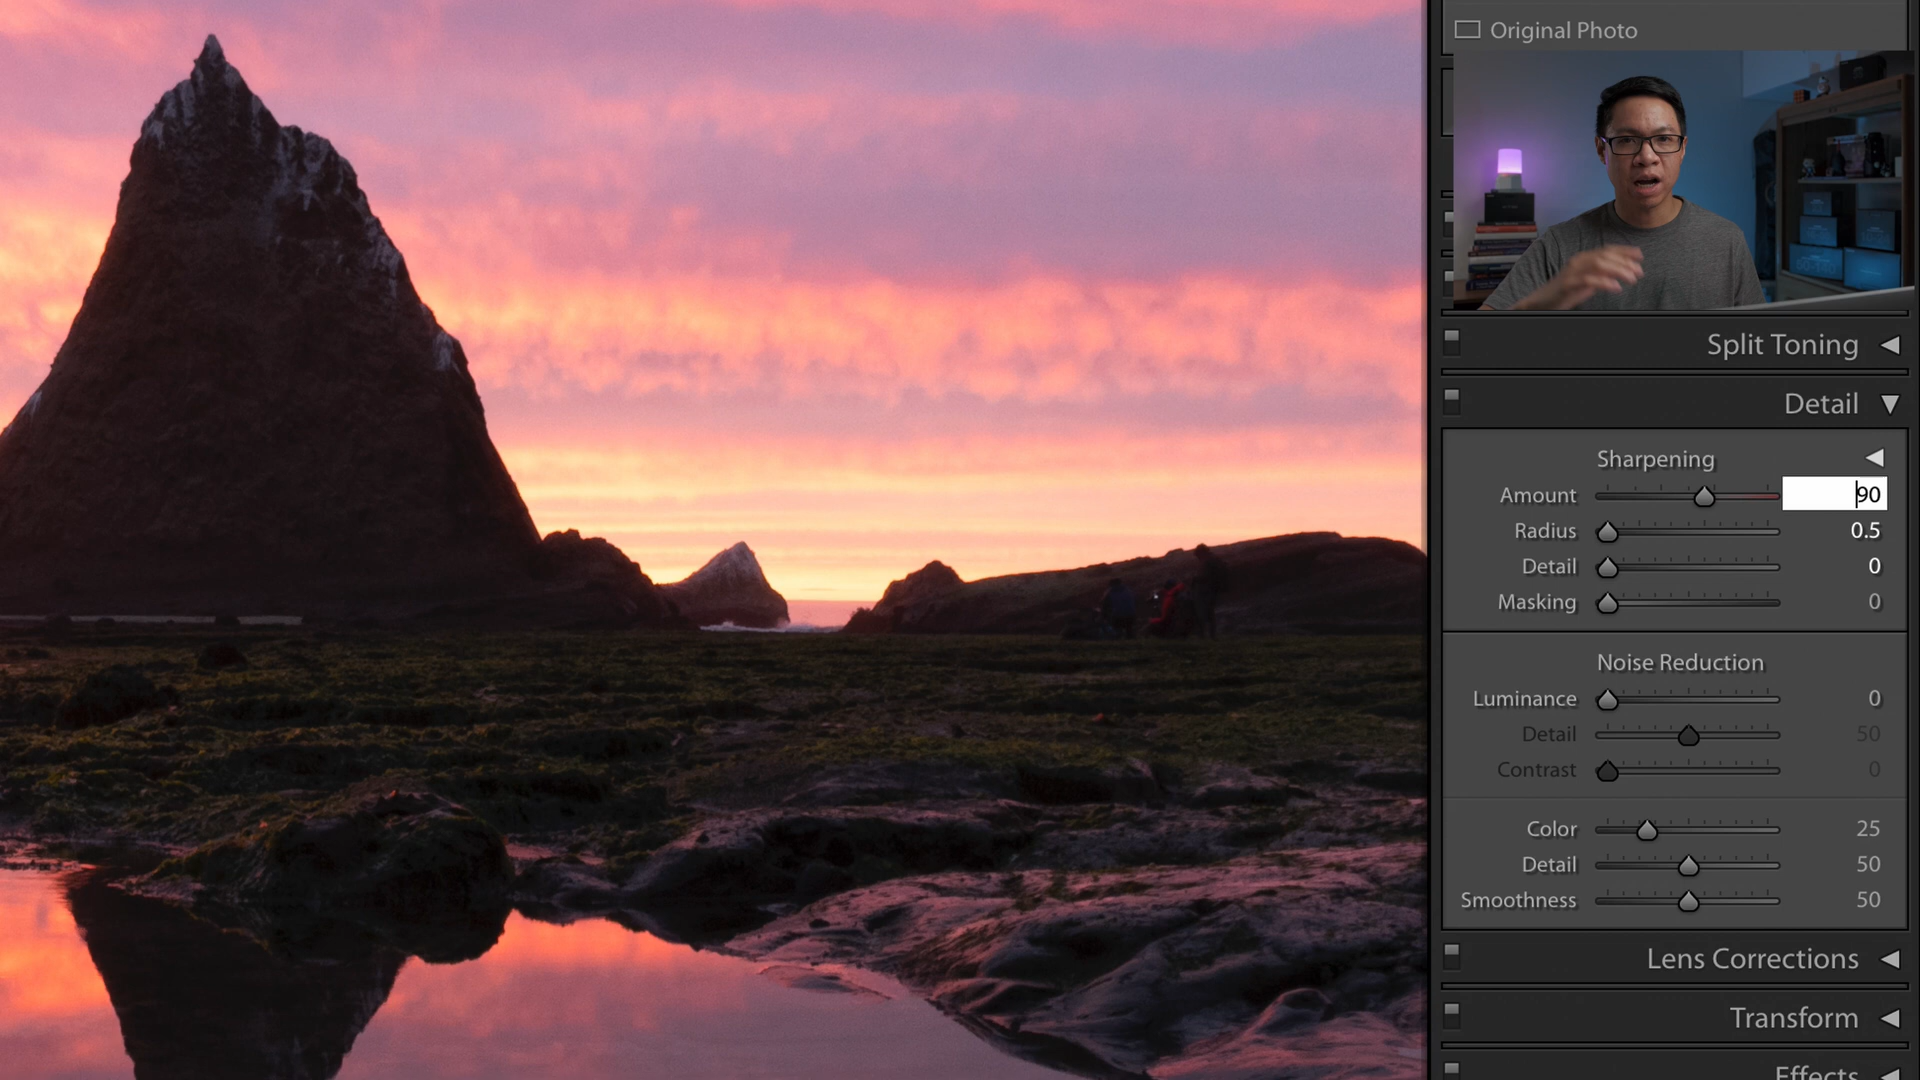 Original Photo
Split Toning
Detail
Sharpening
Amount 90
Radius 0.5
Detail 0
Masking 0
Noise Reduction
Luminance 0
Detail 50
Contrast 0
Color 25
Detail 50
Smoothness 50
Lens Corrections
Transform
Effects